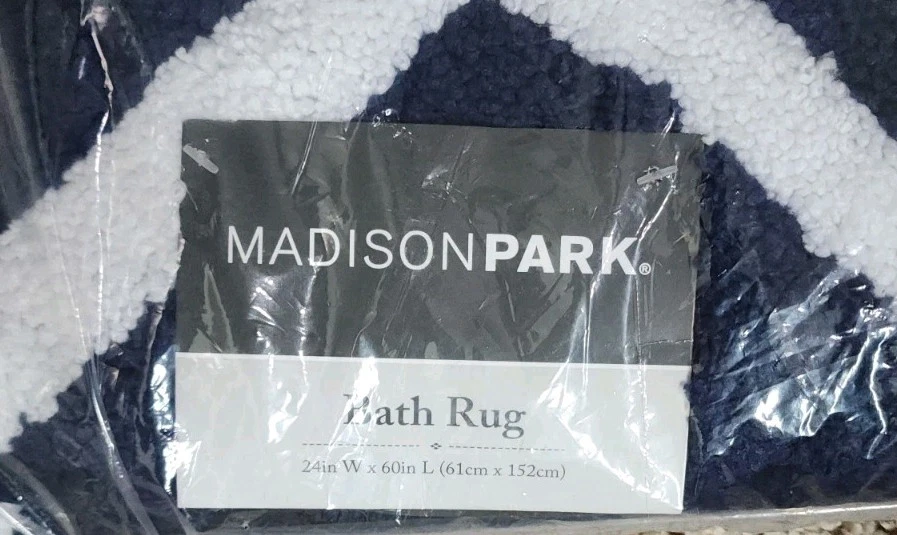 MADISONPARK®
Bath Rug
24in W x 60in L (61cm x 152cm)